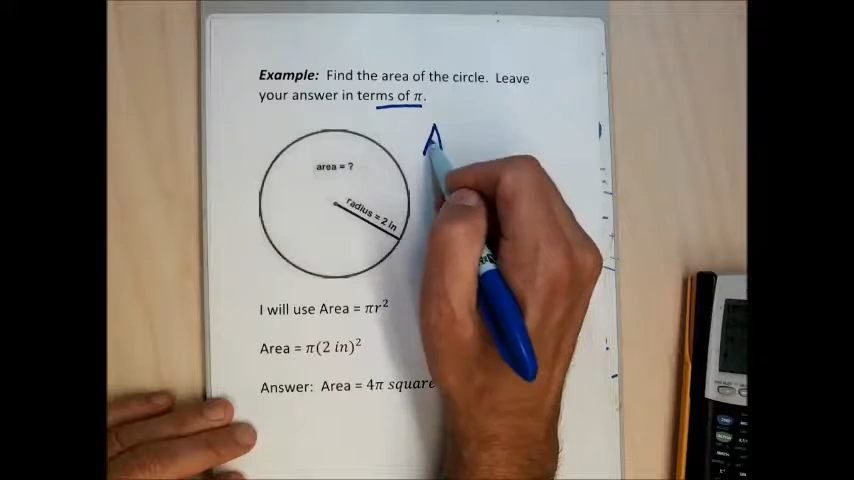 Example: Find the area of the circle. Leave
your answer in terms of π.
A
area = ?
radius = 2 in
I will use Area = πr²
Area = π(2 in)²
Answer: Area = 4π square